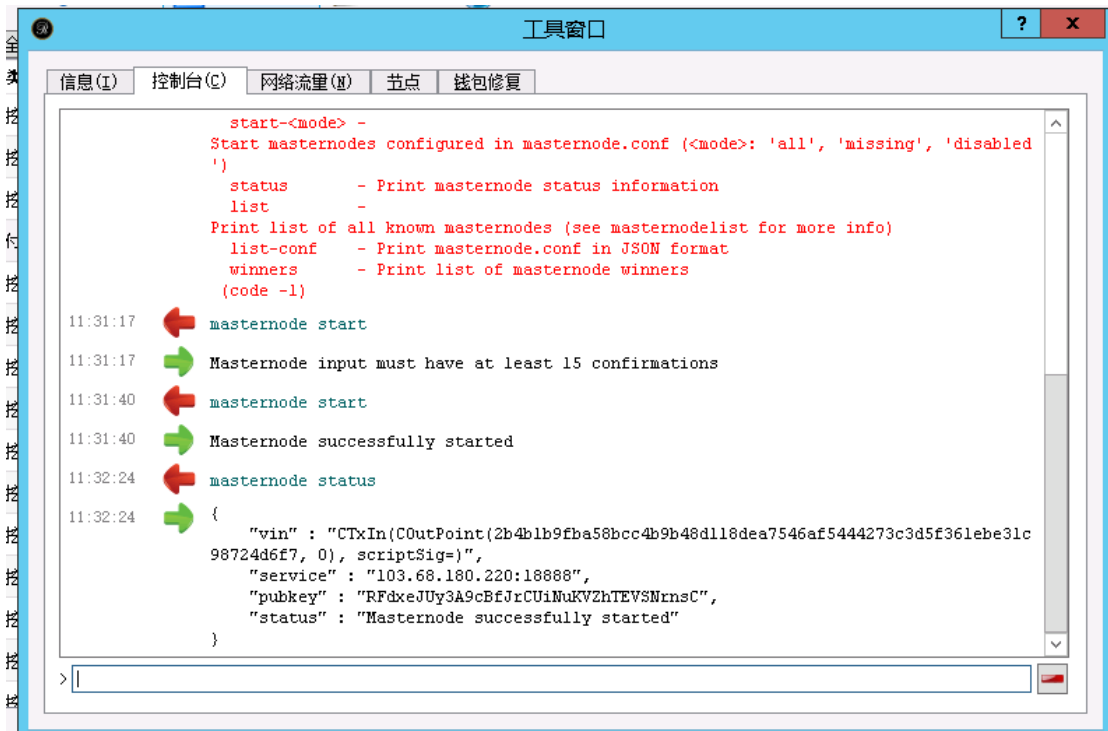 工具窗口
?
x
信息(I)
控制台(C)
网络流量(N)
节点
钱包修复
start-<mode> -
Start masternodes configured in masternode.conf (<mode>: 'all', 'missing', 'disabled
')
status - Print masternode status information
list -
Print list of all known masternodes (see masternodelist for more info)
list-conf - Print masternode.conf in JSON format
winners - Print list of masternode winners
(code -1)
11:31:17 masternode start
11:31:17 Masternode input must have at least 15 confirmations
11:31:40 masternode start
11:31:40 Masternode successfully started
11:32:24 masternode status
11:32:24 {
"vin" : "CTxIn(COutPoint(2b4b1b9fba58bcc4b9b48d118dea7546af5444273c3d5f361ebe31c
98724d6f7, 0), scriptSig=)",
"service" : "103.68.180.220:18888",
"pubkey" : "RFdxeJUy3A9cBfJrCUiNuKVZhTEVSNrnsC",
"status" : "Masternode successfully started"
}
>